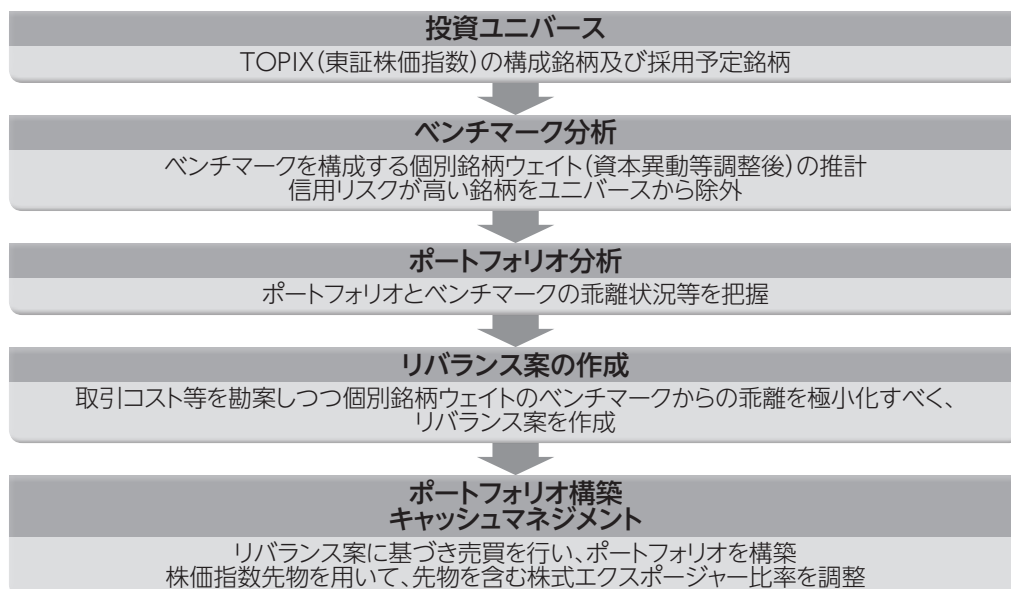 投資ユニバース
TOPIX(東証株価指数)の構成銘柄及び採用予定銘柄
ベンチマーク分析
ベンチマークを構成する個別銘柄ウェイト(資本異動等調整後)の推計
信用リスクが高い銘柄をユニバースから除外
ポートフォリオ分析
ポートフォリオとベンチマークの乖離状況等を把握
リバランス案の作成
取引コスト等を勘案しつつ個別銘柄ウェイトのベンチマークからの乖離を極小化すべく、
リバランス案を作成
ポートフォリオ構築
キャッシュマネジメント
リバランス案に基づき売買を行い、ポートフォリオを構築
株価指数先物を用いて、先物を含む株式エクスポージャー比率を調整